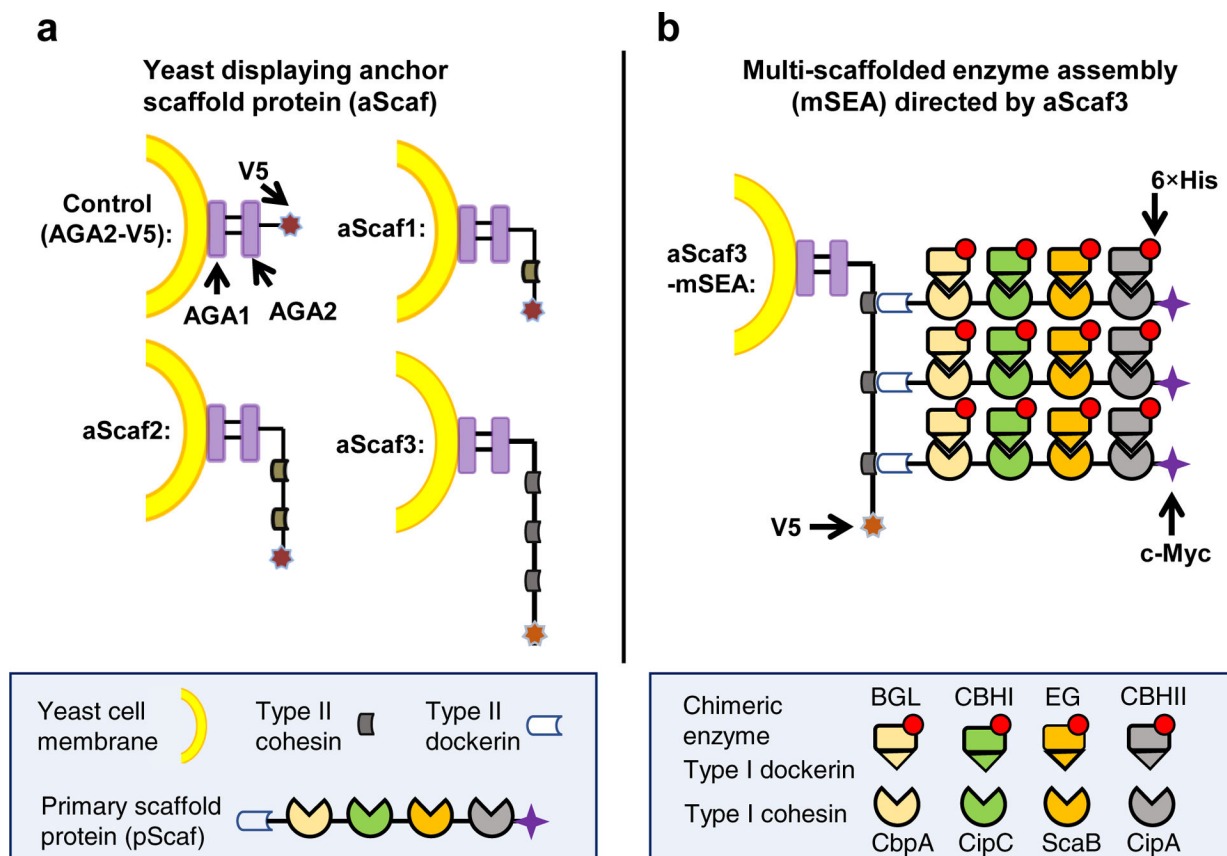 a
Yeast displaying anchor
scaffold protein (aScaf)
V5
Control
(AGA2-V5):
AGA1
AGA2
aScaf1:
aScaf2:
aScaf3:
b
Multi-scaffolded enzyme assembly
(mSEA) directed by aScaf3
6×His
aScaf3
-mSEA:
V5
c-Myc
Yeast cell
membrane
Type II
cohesin
Type II
dockerin
Primary scaffold
protein (pScaf)
BGL CBHI EG CBHII
Chimeric
enzyme
Type I dockerin
Type I cohesin
CbpA CipC ScaB CipA